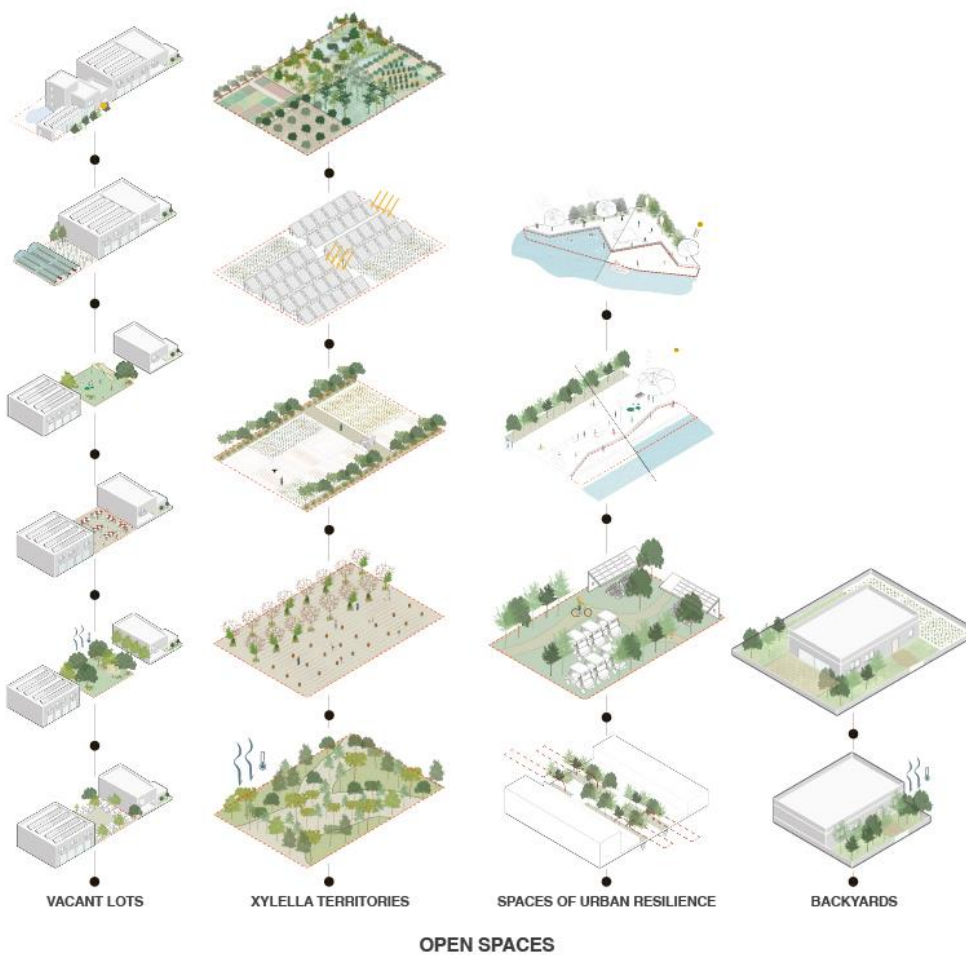 VACANT LOTS
XYLELLA TERRITORIES
SPACES OF URBAN RESILIENCE
BACKYARDS
OPEN SPACES